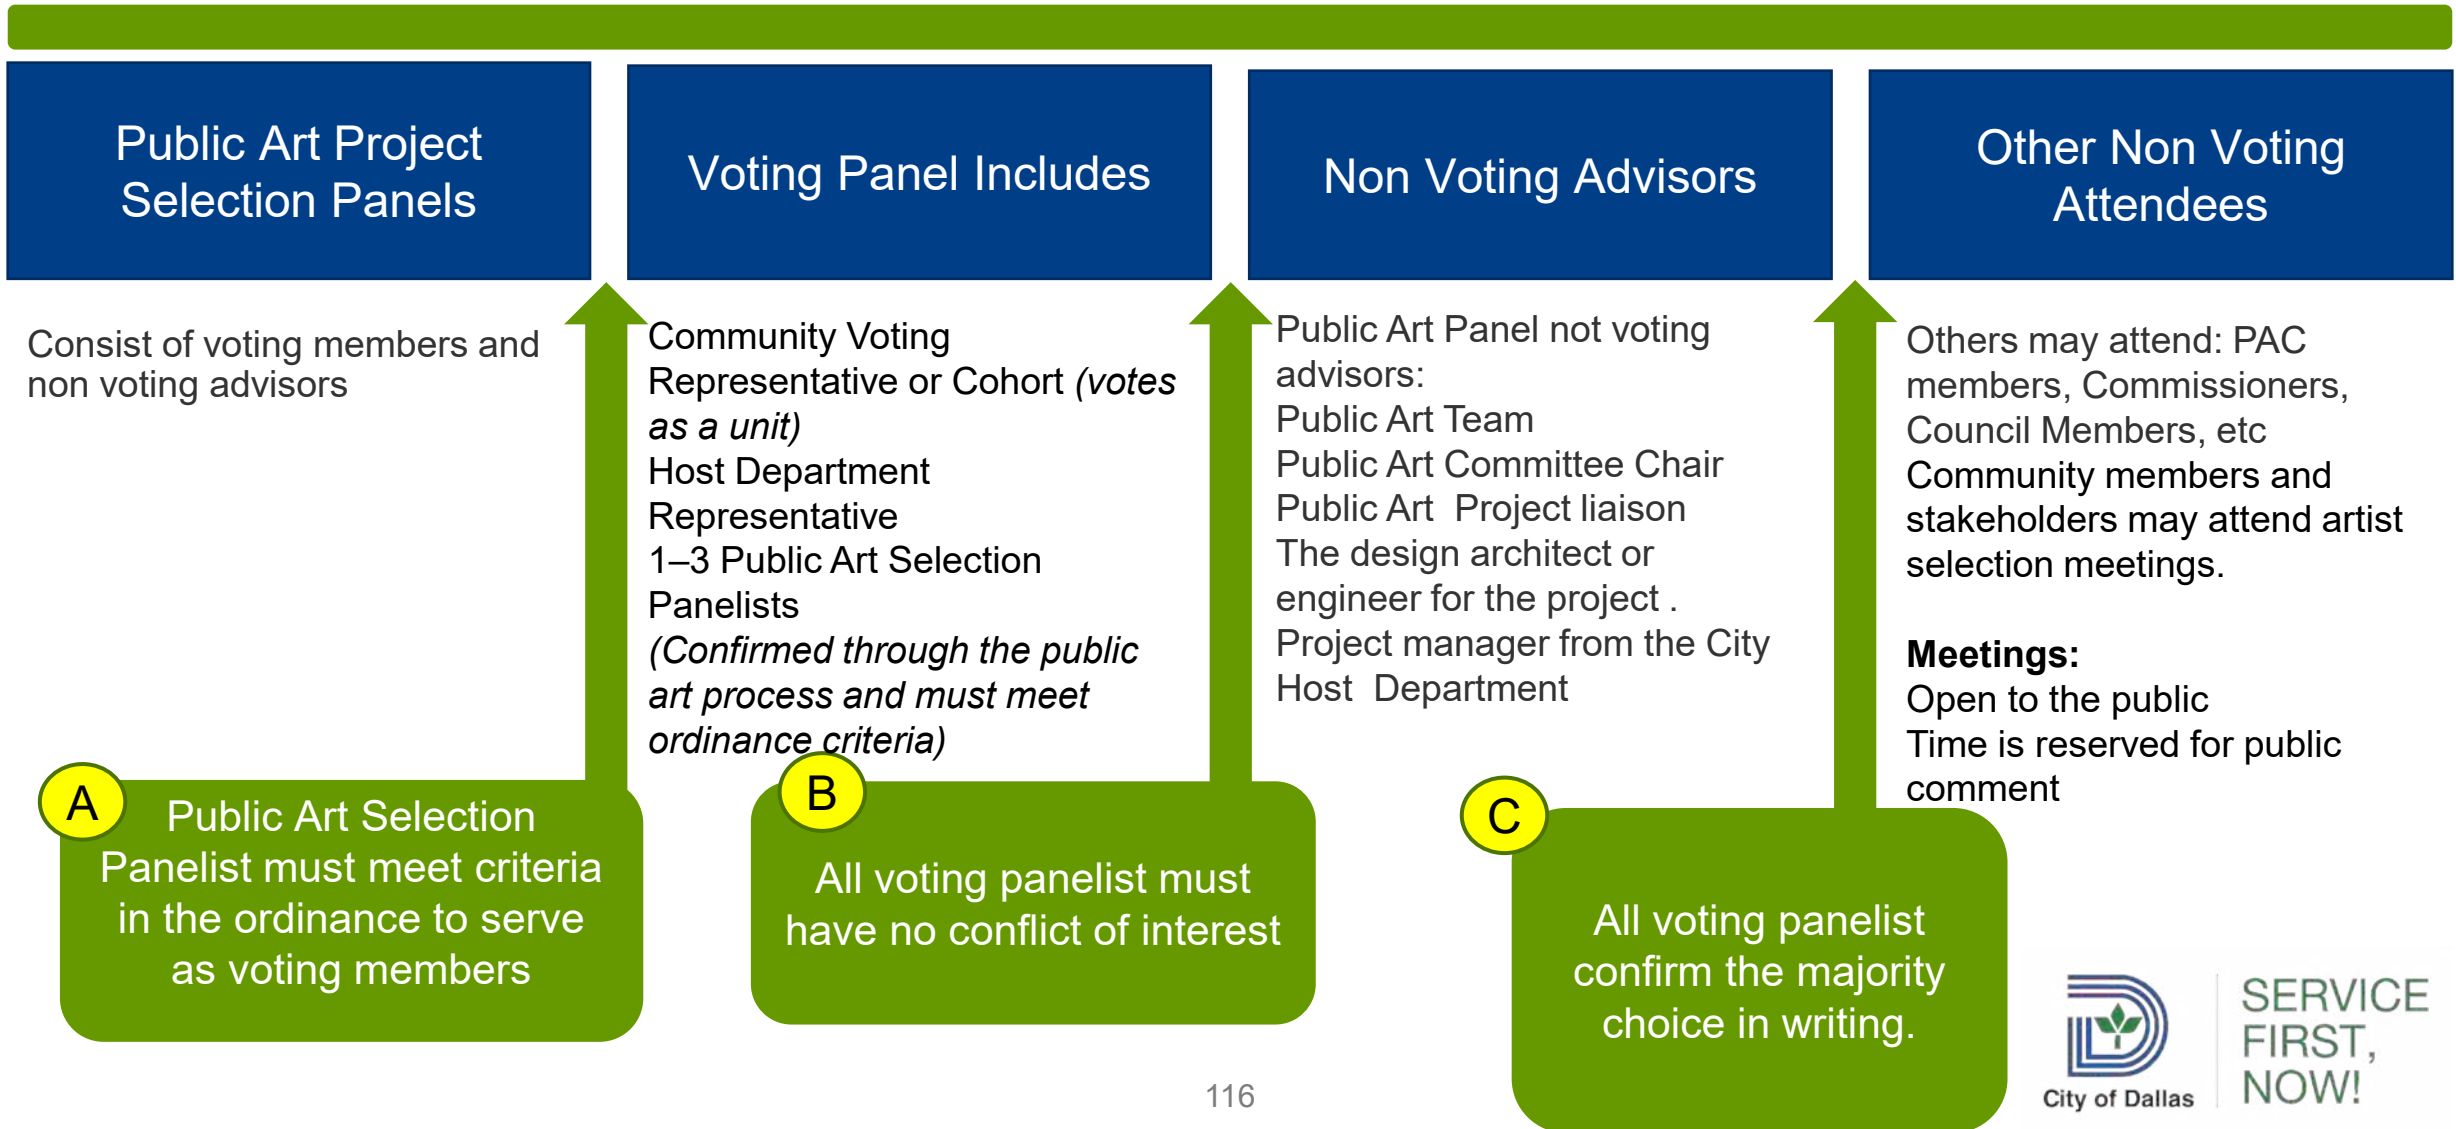 Public Art Project
Selection Panels
Consist of voting members and
non voting advisors
Voting Panel Includes
Community Voting
Representative or Cohort (votes
as a unit)
Host Department
Representative
1–3 Public Art Selection
Panelists
(Confirmed through the public
art process and must meet
ordinance criteria)
Non Voting Advisors
Public Art Panel not voting
advisors:
Public Art Team
Public Art Committee Chair
Public Art  Project liaison
The design architect or
engineer for the project .
Project manager from the City
Host  Department
Other Non Voting
Attendees
Others may attend: PAC
members, Commissioners,
Council Members, etc
Community members and
stakeholders may attend artist
selection meetings.
Meetings:
Open to the public
Time is reserved for public
comment
A
Public Art Selection
Panelist must meet criteria
in the ordinance to serve
as voting members
B
All voting panelist must
have no conflict of interest
C
All voting panelist
confirm the majority
choice in writing.
116
City of Dallas
SERVICE
FIRST,
NOW!